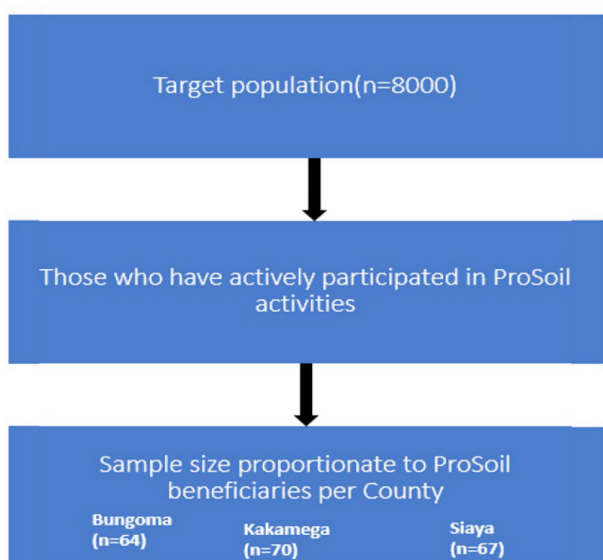 Target population(n=8000)
Those who have actively participated in ProSoil
activities
Sample size proportionate to ProSoil
beneficiaries per County
Bungoma
(n=64)
Kakamega
(n=70)
Siaya
(n=67)